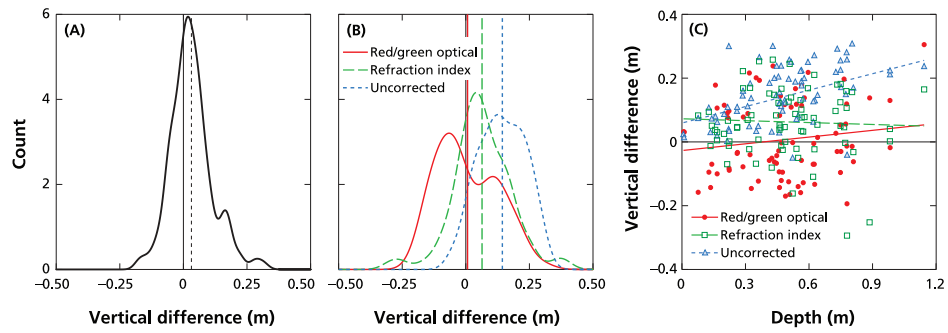 (A)
Count
6
4
2
0
−0.50
−0.25
0
0.25
0.50
Vertical difference (m)
(B)
Red/green optical
Refraction index
Uncorrected
−0.50
−0.25
0
0.25
0.50
Vertical difference (m)
(C)
Vertical difference (m)
0.4
0.2
0
−0.2
−0.4
Red/green optical
Refraction index
Uncorrected
0
0.3
0.6
0.9
1.2
Depth (m)